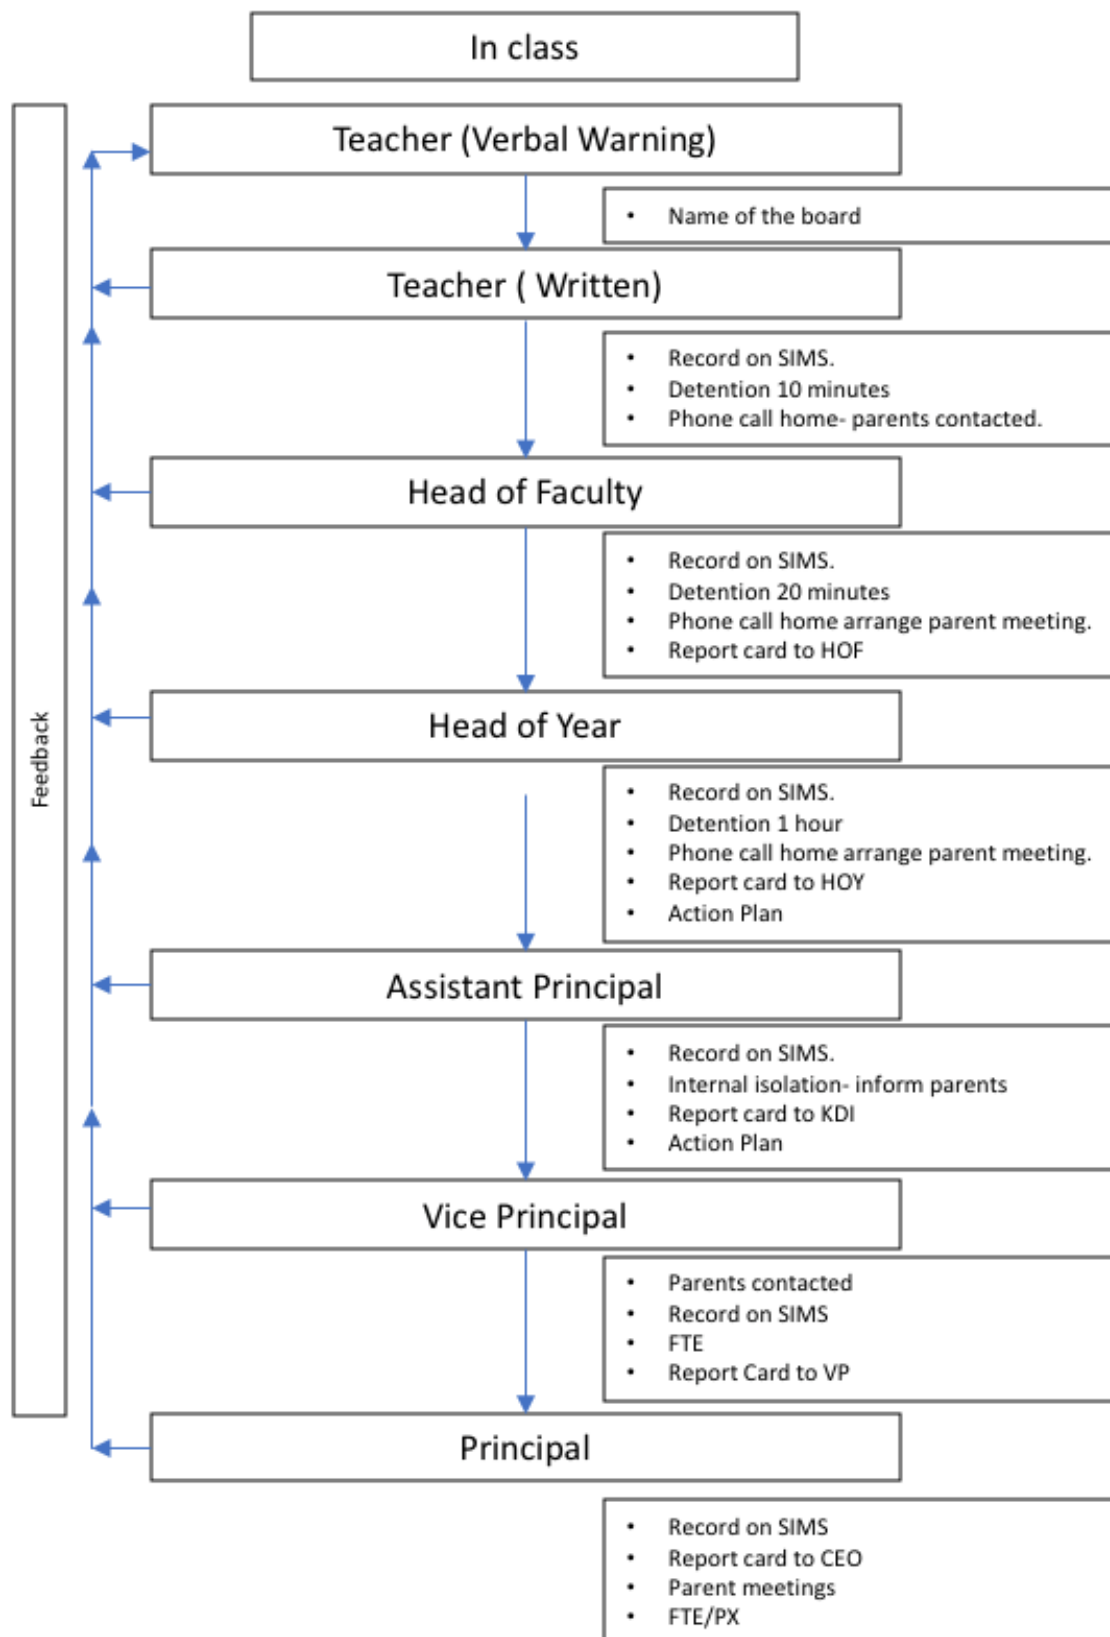 In class
Teacher (Verbal Warning)
• Name of the board
Teacher ( Written)
• Record on SIMS.
• Detention 10 minutes
• Phone call home- parents contacted.
Head of Faculty
• Record on SIMS.
• Detention 20 minutes
• Phone call home arrange parent meeting.
• Report card to HOF
Head of Year
Feedback
• Record on SIMS.
• Detention 1 hour
• Phone call home arrange parent meeting.
• Report card to HOY
• Action Plan
Assistant Principal
• Record on SIMS.
• Internal isolation- inform parents
• Report card to KDI
• Action Plan
Vice Principal
• Parents contacted
• Record on SIMS
• FTE
• Report Card to VP
Principal
• Record on SIMS
• Report card to CEO
• Parent meetings
• FTE/PX